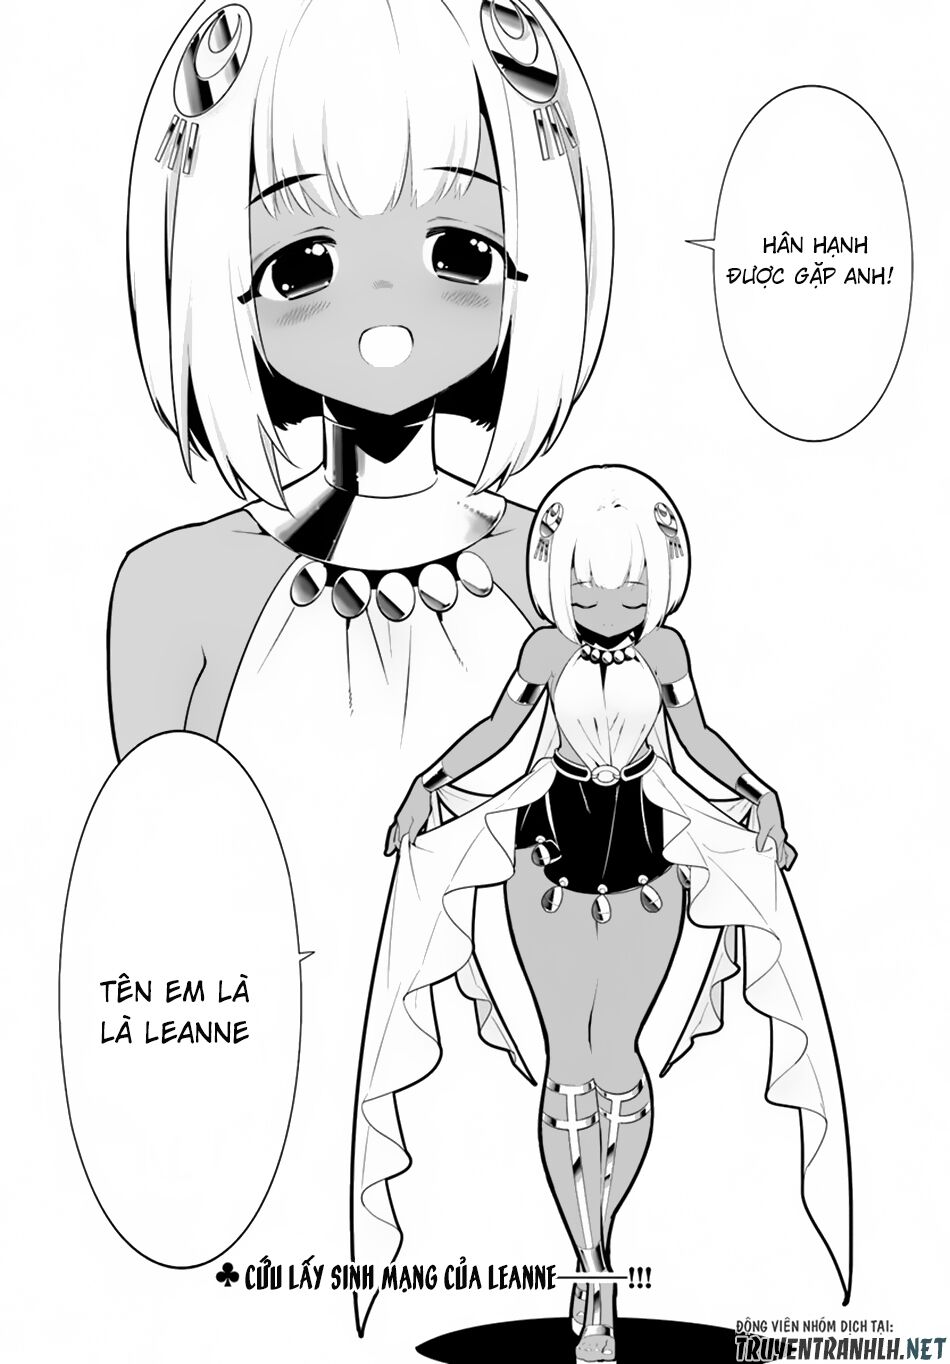 HÂN HẠNH
ĐƯỢC GẶP ANH!
TÊN EM LÀ
LÀ LEANNE
♣ CỨU LẤY SINH MẠNG CỦA LEANNE———!!!
ĐỘNG VIÊN NHÓM DỊCH TẠI:
TRUYENTRANHLH.NET